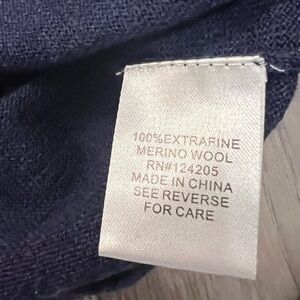 100%EXTRAFINE
MERINO WOOL
RN#124205
MADE IN CHINA
SEE REVERSE
FOR CARE